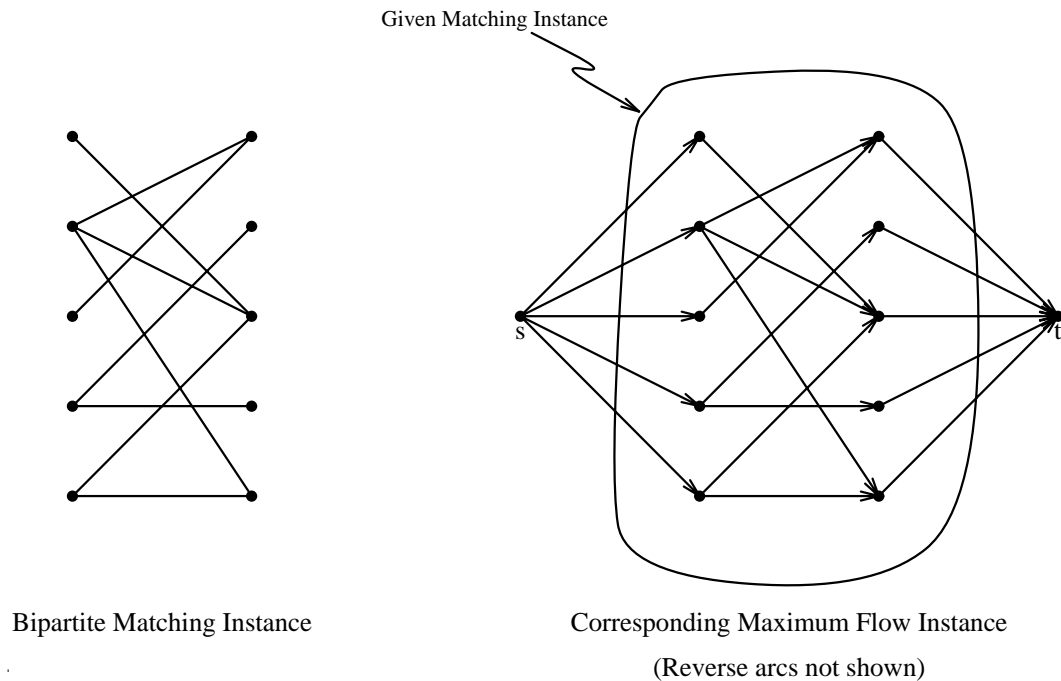 Given Matching Instance
s
t
Bipartite Matching Instance
Corresponding Maximum Flow Instance
(Reverse arcs not shown)